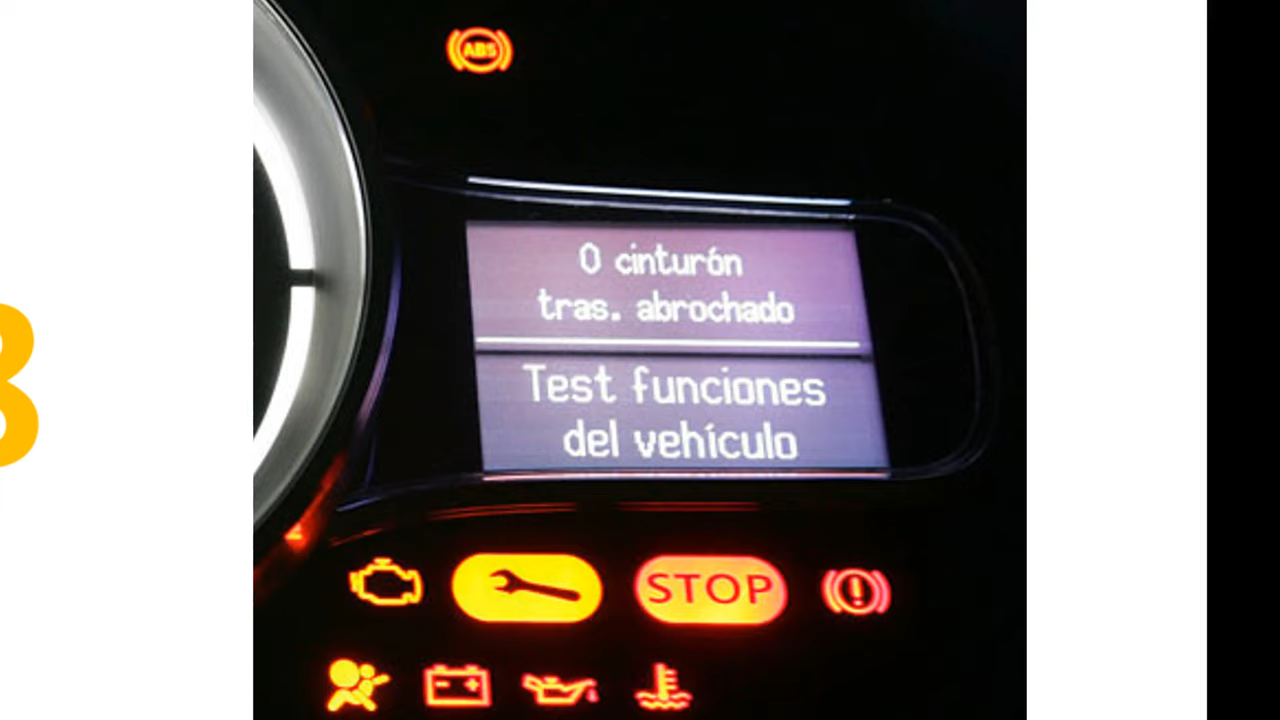 ABS
0 cinturón
tras. abrochado
Test funciones
del vehículo
STOP